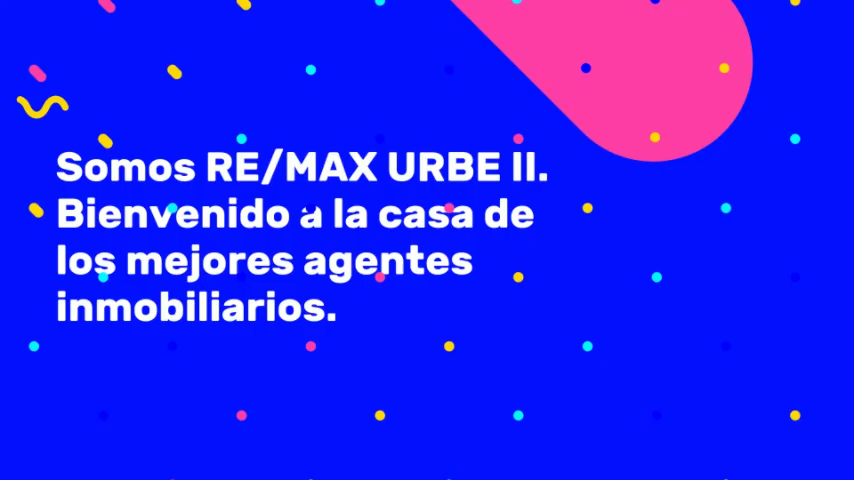 Somos RE/MAX URBE II.
Bienvenido a la casa de
los mejores agentes
inmobiliarios.